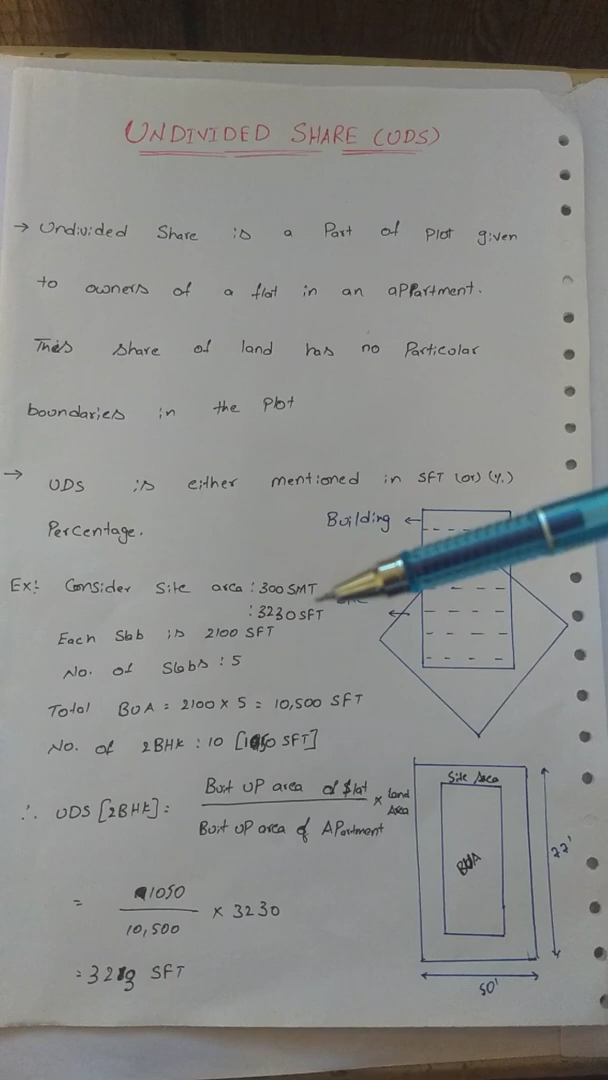 UNDIVIDED SHARE (UDS)
→ Undivided Share is a Part of Plot given
to owners of a flat in an appartment.
This share of land has no Particular
boundaries in the Plot
→ UDS is either mentioned in SFT (or) (%)
Percentage.
Building
Ex: Consider Site area : 300 SMT
: 3230 SFT
Each Slab is 2100 SFT
No. of Slabs : 5
Total BUA = 2100 x 5 = 10,500 SFT
No. of 2BHK : 10 [1050 SFT]
∴ UDS [2BHK] = Buit UP area of flat x Land Area
Buit UP area of APartment
= 1050 x 3230
10,500
= 323 SFT
Site Area
BUA
50'